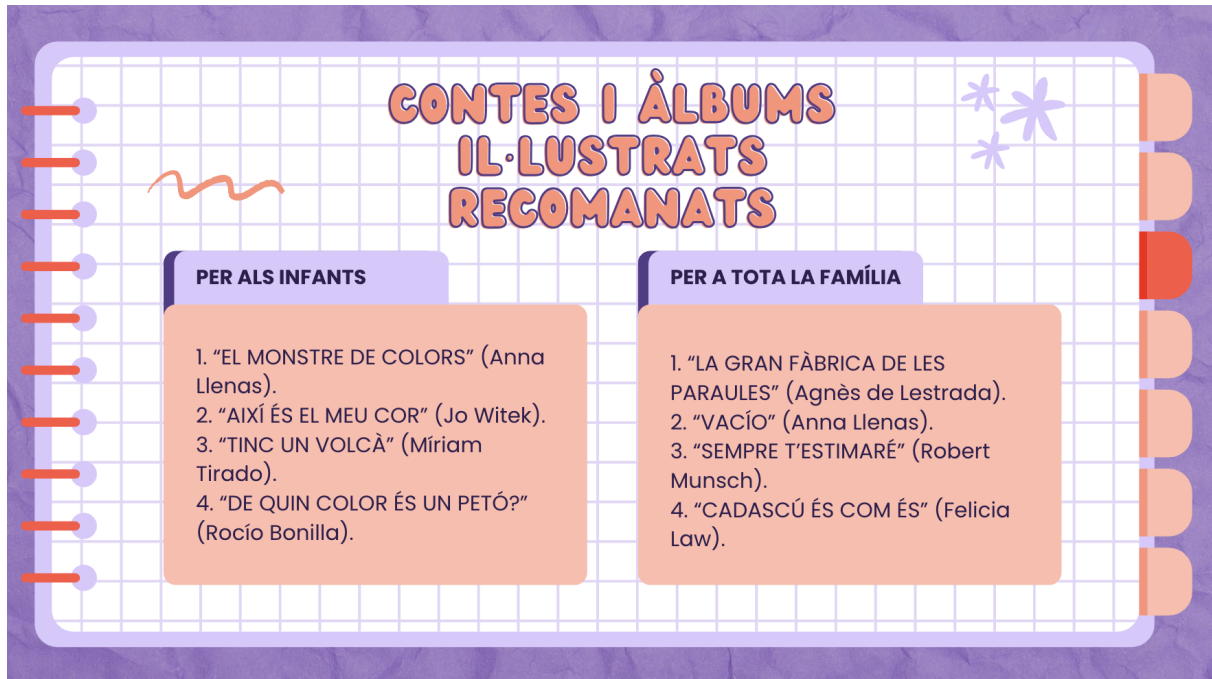 CONTES I ÀLBUMS
IL·LUSTRATS
RECOMANATS
PER ALS INFANTS
1. “EL MONSTRE DE COLORS” (Anna
Llenas).
2. “AIXÍ ÉS EL MEU COR” (Jo Witek).
3. “TINC UN VOLCÀ” (Míriam
Tirado).
4. “DE QUIN COLOR ÉS UN PETÓ?”
(Rocío Bonilla).
PER A TOTA LA FAMÍLIA
1. “LA GRAN FÀBRICA DE LES
PARAULES” (Agnès de Lestrada).
2. “VACÍO” (Anna Llenas).
3. “SEMPRE T’ESTIMARÉ” (Robert
Munsch).
4. “CADASCÚ ÉS COM ÉS” (Felicia
Law).